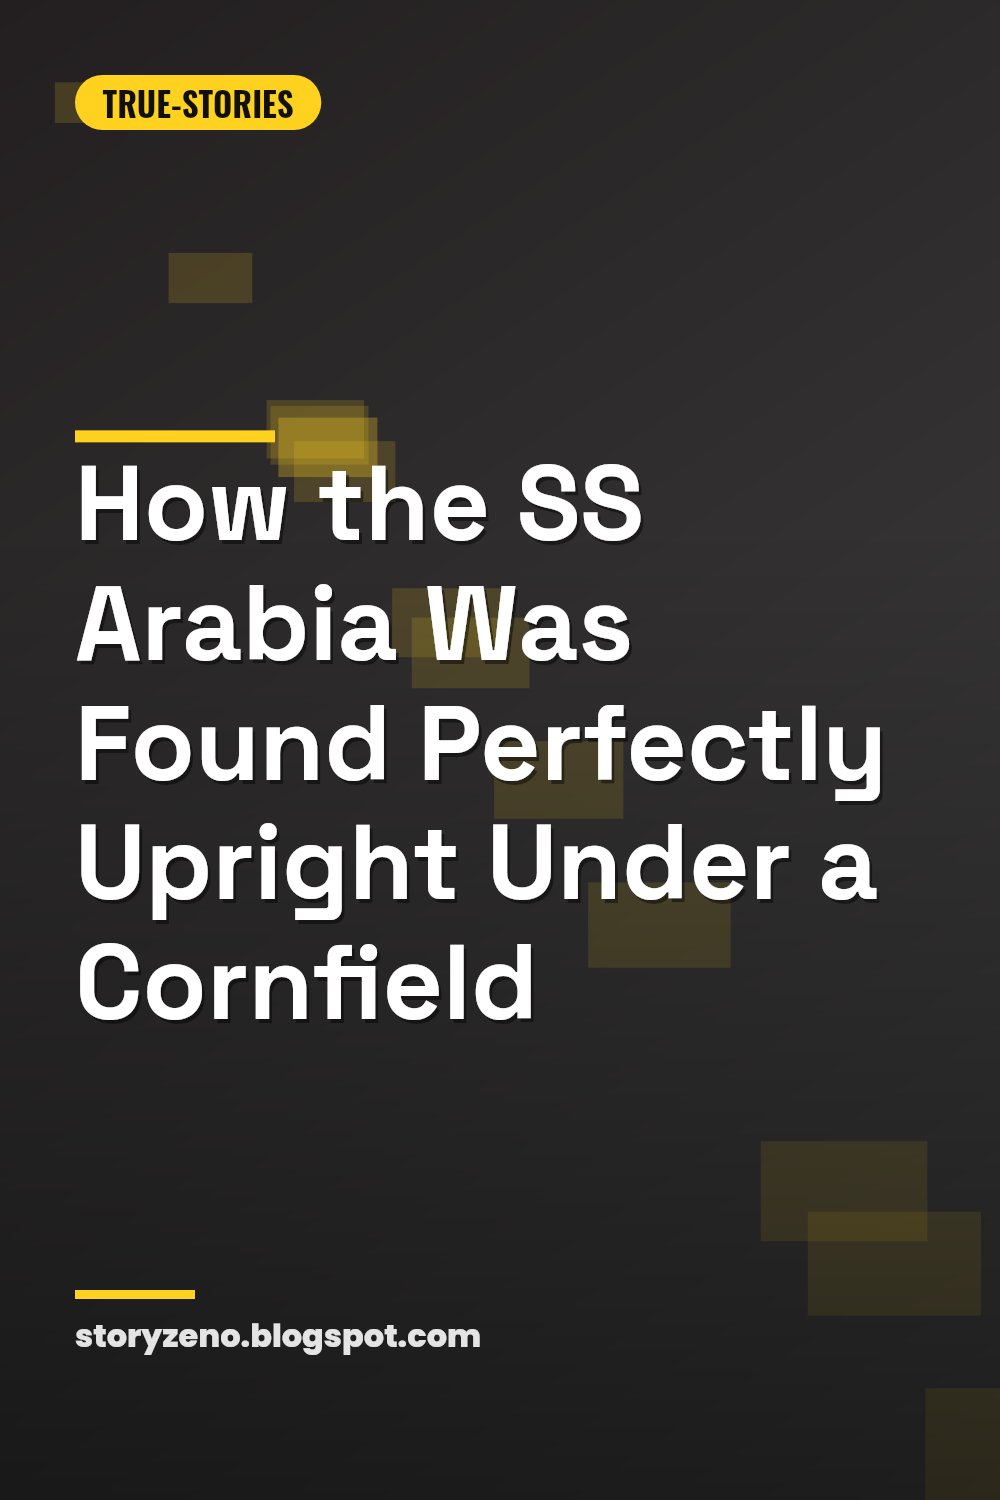 TRUE-STORIES
How the SS
Arabia Was
Found Perfectly
Upright Under a
Cornfield
storyzeno.blogspot.com